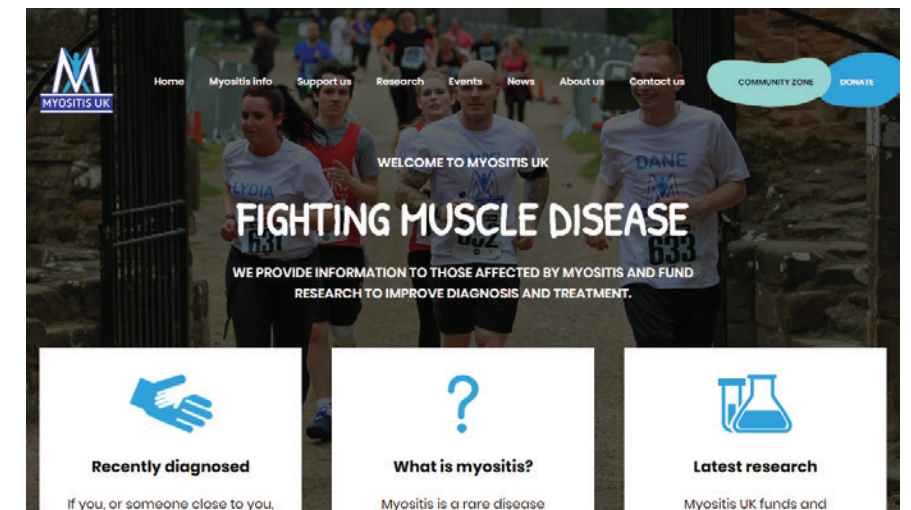 MYOSITIS UK
Home Myositis info Support us Research Events News About us Contact us COMMUNITY ZONE DONATE
WELCOME TO MYOSITIS UK
LYDIA
DANE
FIGHTING MUSCLE DISEASE
631
633
WE PROVIDE INFORMATION TO THOSE AFFECTED BY MYOSITIS AND FUND
RESEARCH TO IMPROVE DIAGNOSIS AND TREATMENT.
Recently diagnosed
If you, or someone close to you,
What is myositis?
Myositis is a rare disease
Latest research
Myositis UK funds and